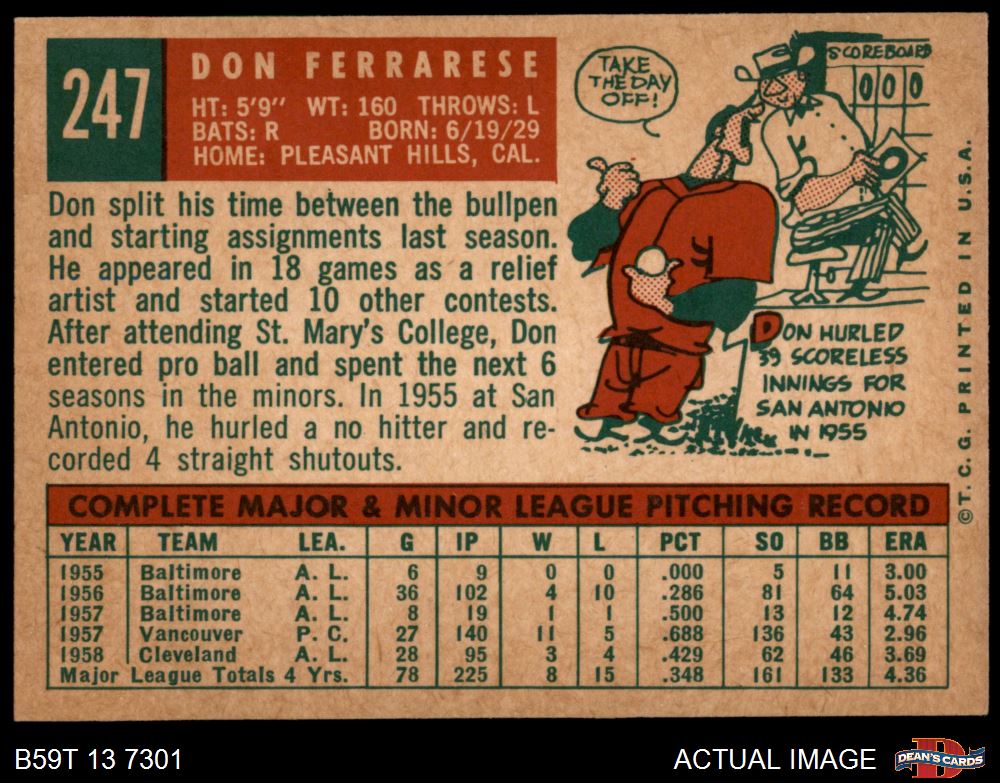 247
DON FERRARESE
HT: 5'9" WT: 160 THROWS: L
BATS: R BORN: 6/19/29
HOME: PLEASANT HILLS, CAL.
Don split his time between the bullpen
and starting assignments last season.
He appeared in 18 games as a relief
artist and started 10 other contests.
After attending St. Mary's College, Don
entered pro ball and spent the next 6
seasons in the minors. In 1955 at San
Antonio, he hurled a no hitter and re-
corded 4 straight shutouts.
TAKE
THE DAY
OFF!
SCOREBOARD
000
DON HURLED
39 SCORELESS
INNINGS FOR
SAN ANTONIO
IN 1955
©T. C. G. PRINTED IN U.S.A.
COMPLETE MAJOR & MINOR LEAGUE PITCHING RECORD
YEAR TEAM LEA. G IP W L PCT SO BB ERA
1955 Baltimore A. L. 6 9 0 0 .000 5 11 3.00
1956 Baltimore A. L. 36 102 4 10 .286 81 64 5.03
1957 Baltimore A. L. 8 19 1 1 .500 13 12 4.74
1957 Vancouver P. C. 27 140 11 5 .688 136 43 2.96
1958 Cleveland A. L. 28 95 3 4 .429 62 46 3.69
Major League Totals 4 Yrs. 78 225 8 15 .348 161 133 4.36
B59T 13 7301
ACTUAL IMAGE
D
DEAN'S CARDS